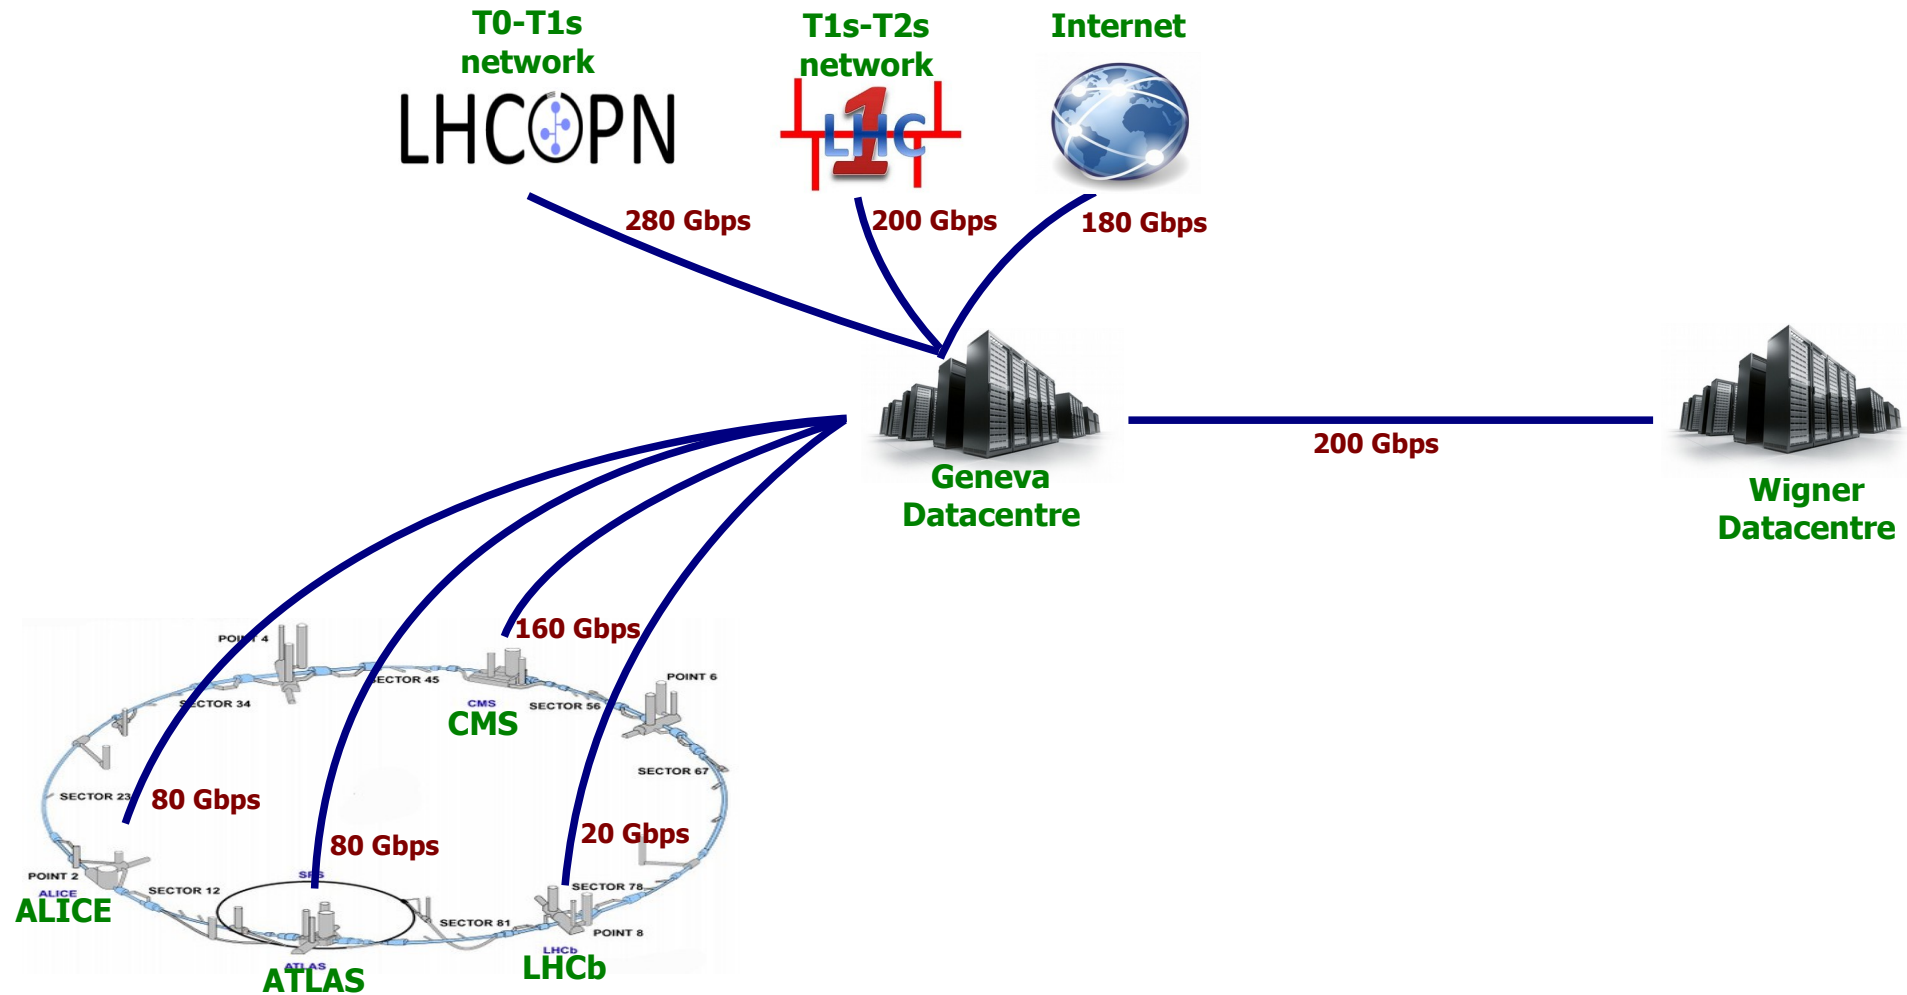 T0-T1s
network
LHCOPN
T1s-T2s
network
1
LHC
Internet
280 Gbps
200 Gbps
180 Gbps
Geneva
Datacentre
200 Gbps
Wigner
Datacentre
160 Gbps
POINT 4
SECTOR 45
SECTOR 34
CMS
CMS
SECTOR 56
POINT 6
SECTOR 67
SECTOR 23
80 Gbps
80 Gbps
20 Gbps
POINT 2
ALICE
ALICE
SECTOR 12
SPS
SECTOR 81
SECTOR 78
POINT 8
LHCb
LHCb
ATLAS
ATLAS